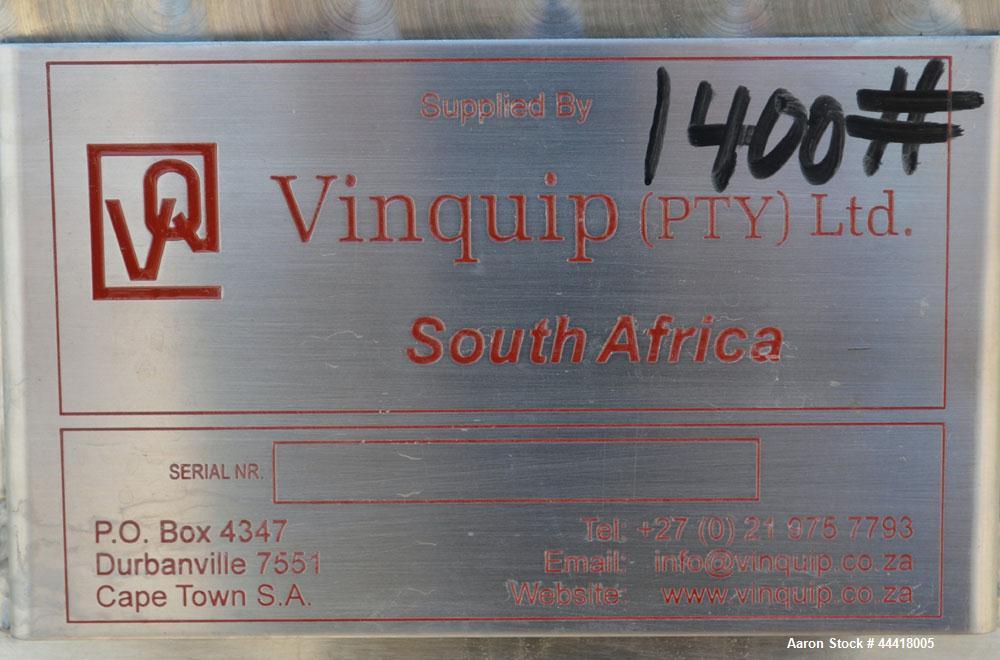 Supplied By
1400#
VQ
Vinquip (PTY) Ltd.
South Africa
SERIAL NR.
P.O. Box 4347
Durbanville 7551
Cape Town S.A.
Tel: +27 (0) 21 975 7793
Email: info@vinquip.co.za
Website: www.vinquip.co.za
Aaron Stock # 44418005